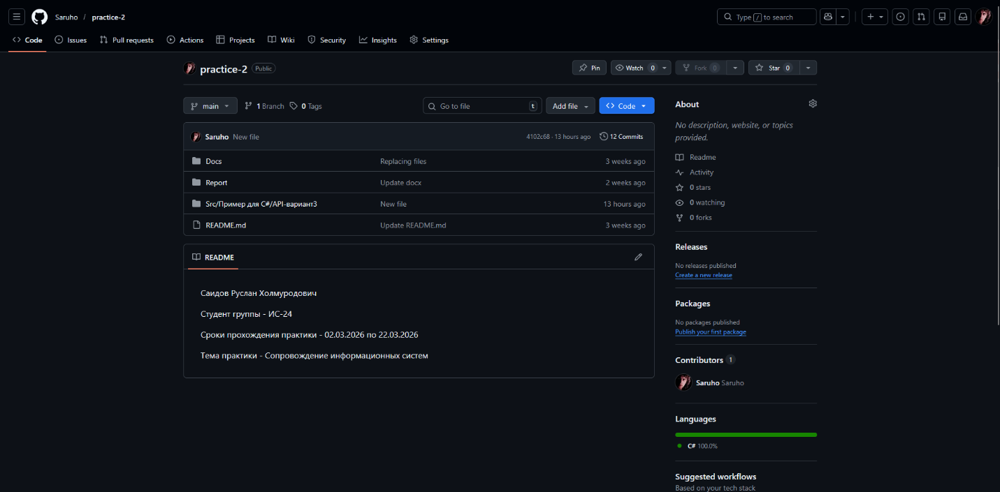 Saruho / practice-2
Type / to search
Code Issues Pull requests Actions Projects Wiki Security Insights Settings
practice-2 Public
Pin Watch 0 Fork 0 Star 0
main 1 Branch 0 Tags Go to file t Add file Code
Saruho New file 4102c68 · 13 hours ago 12 Commits
Docs Replacing files 3 weeks ago
Report Update docx 2 weeks ago
Src/Пример для C#/API-вариант3 New file 13 hours ago
README.md Update README.md 3 weeks ago
README
Саидов Руслан Холмуродович
Студент группы - ИС-24
Сроки прохождения практики - 02.03.2026 по 22.03.2026
Тема практики - Сопровождение информационных систем
About
No description, website, or topics
provided.
Readme
Activity
0 stars
0 watching
0 forks
Releases
No releases published
Create a new release
Packages
No packages published
Publish your first package
Contributors 1
Saruho Saruho
Languages
C# 100.0%
Suggested workflows
Based on your tech stack